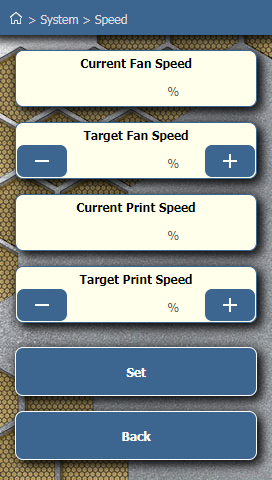 > System > Speed
Current Fan Speed
%
Target Fan Speed
− % +
Current Print Speed
%
Target Print Speed
− % +
Set
Back